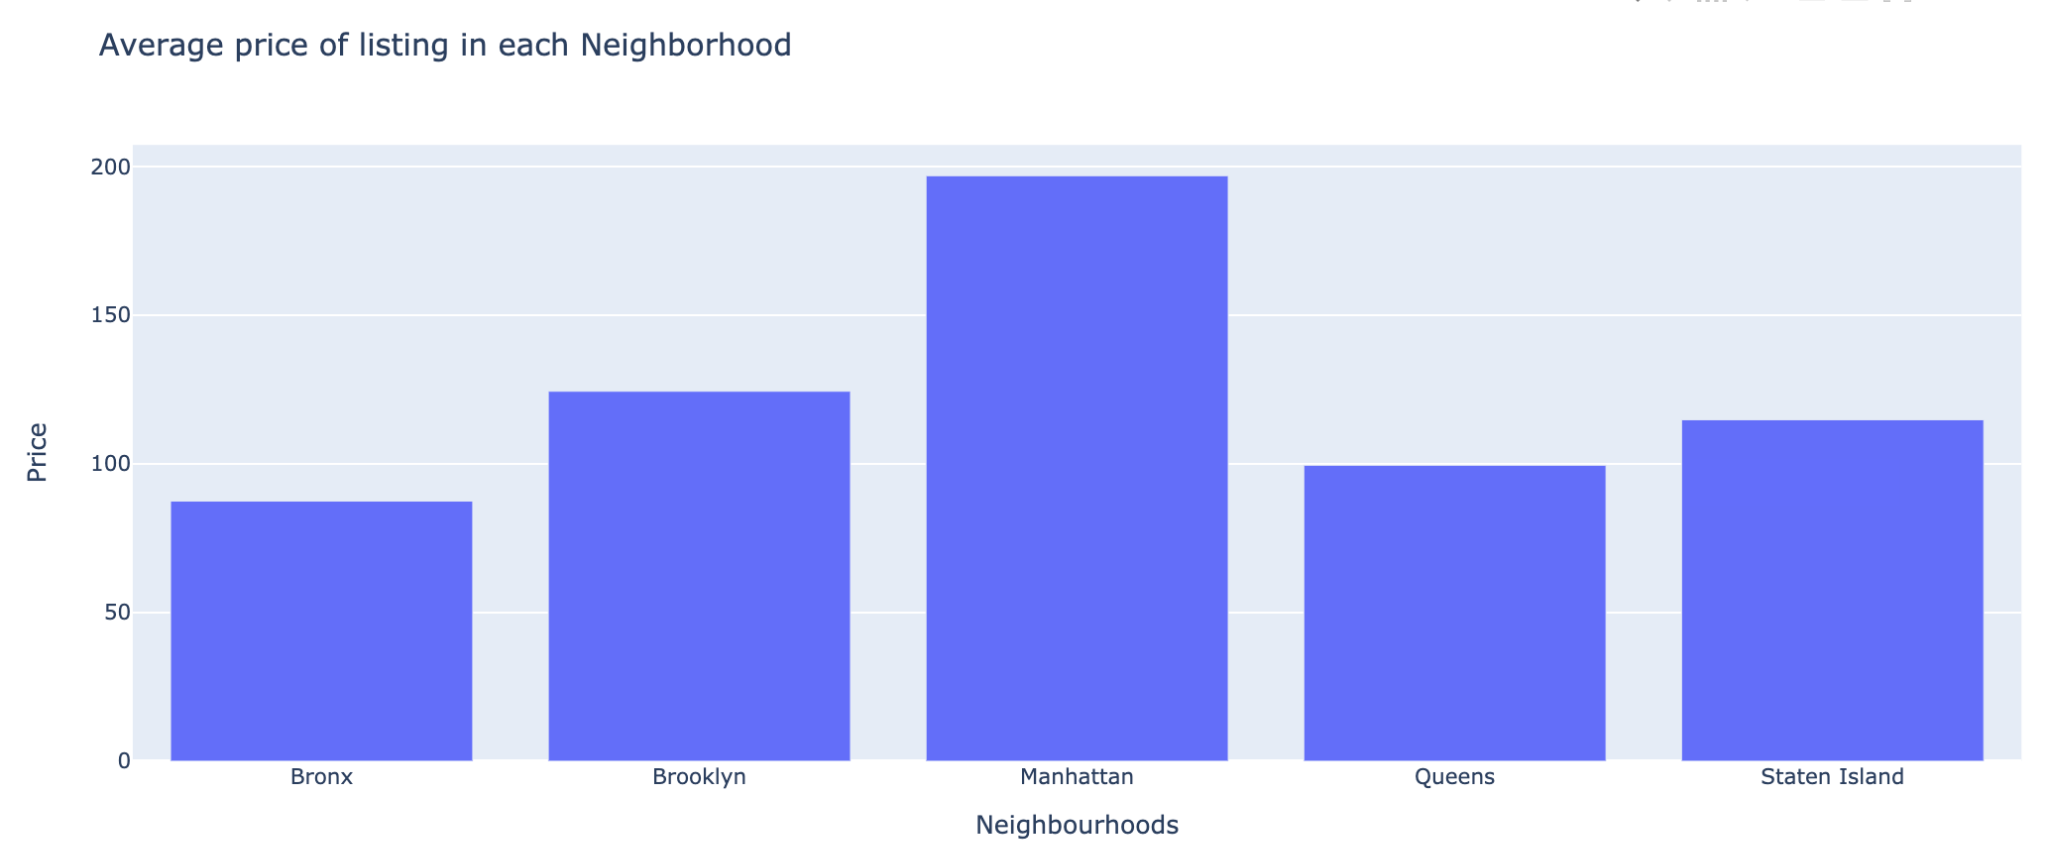 Average price of listing in each Neighborhood
200
150
100
50
0
Price
Bronx Brooklyn Manhattan Queens Staten Island
Neighbourhoods